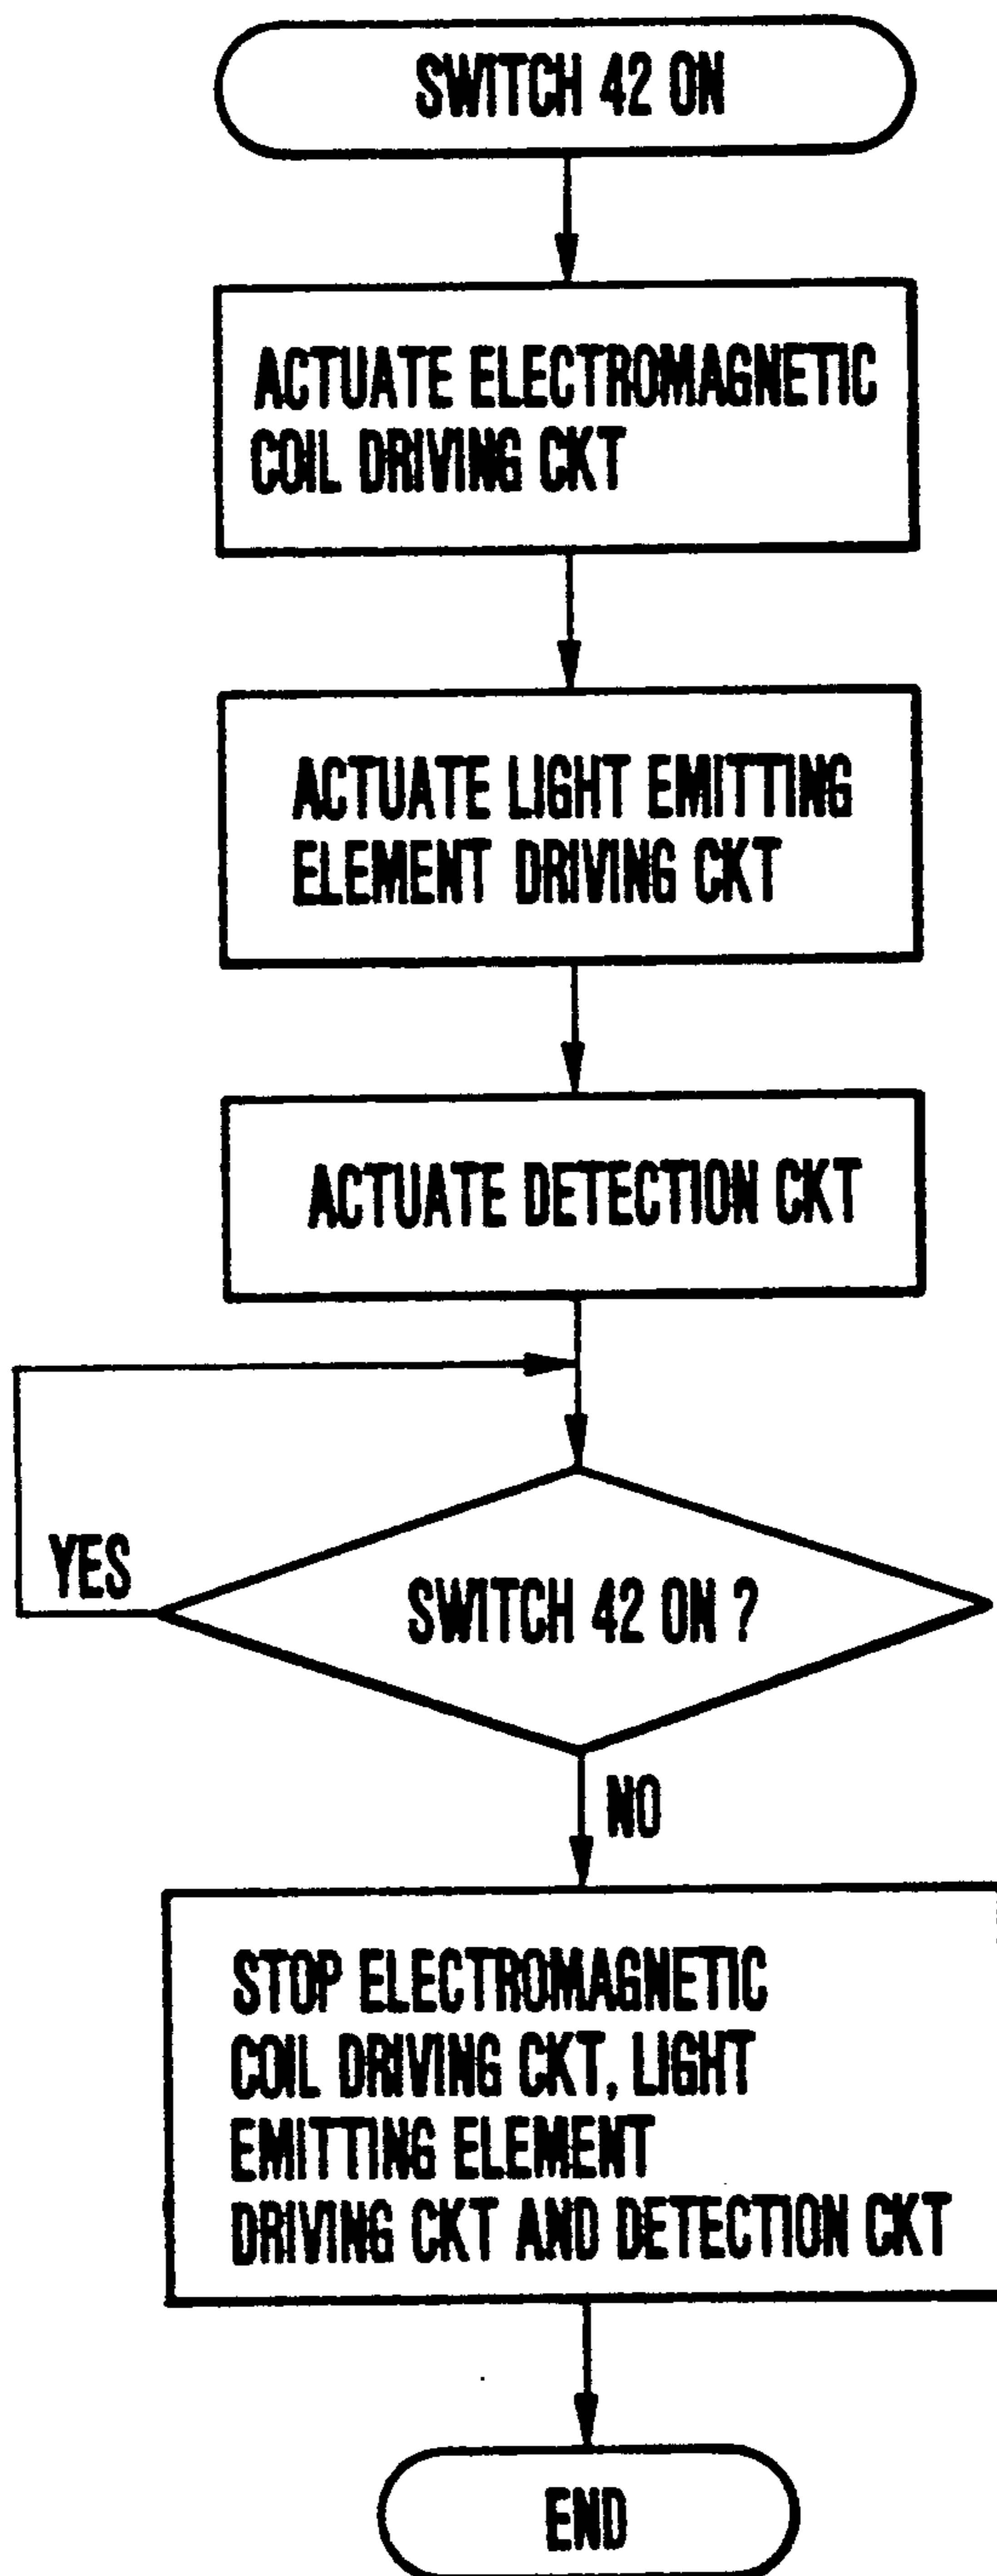 SWITCH 42 ON
ACTUATE ELECTROMAGNETIC
COIL DRIVING CKT
ACTUATE LIGHT EMITTING
ELEMENT DRIVING CKT
ACTUATE DETECTION CKT
YES
SWITCH 42 ON ?
NO
STOP ELECTROMAGNETIC
COIL DRIVING CKT, LIGHT
EMITTING ELEMENT
DRIVING CKT AND DETECTION CKT
END